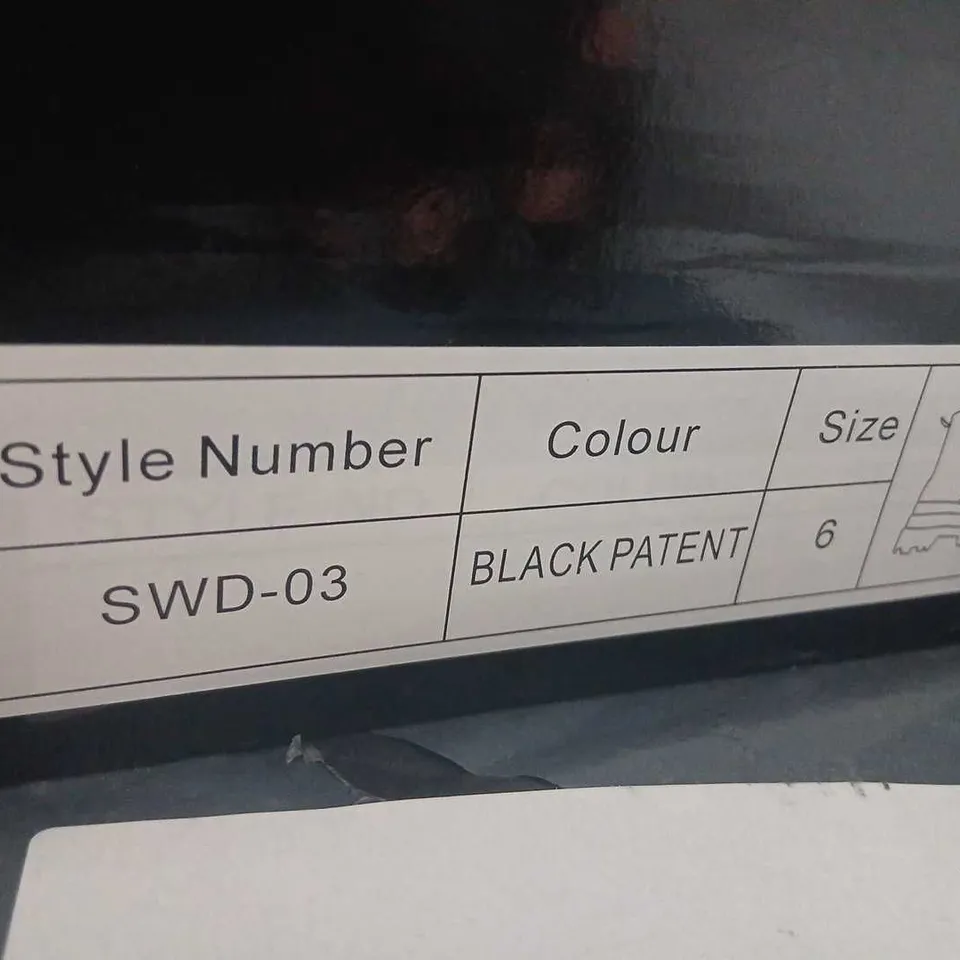 Style Number Colour Size
SWD-03 BLACK PATENT 6